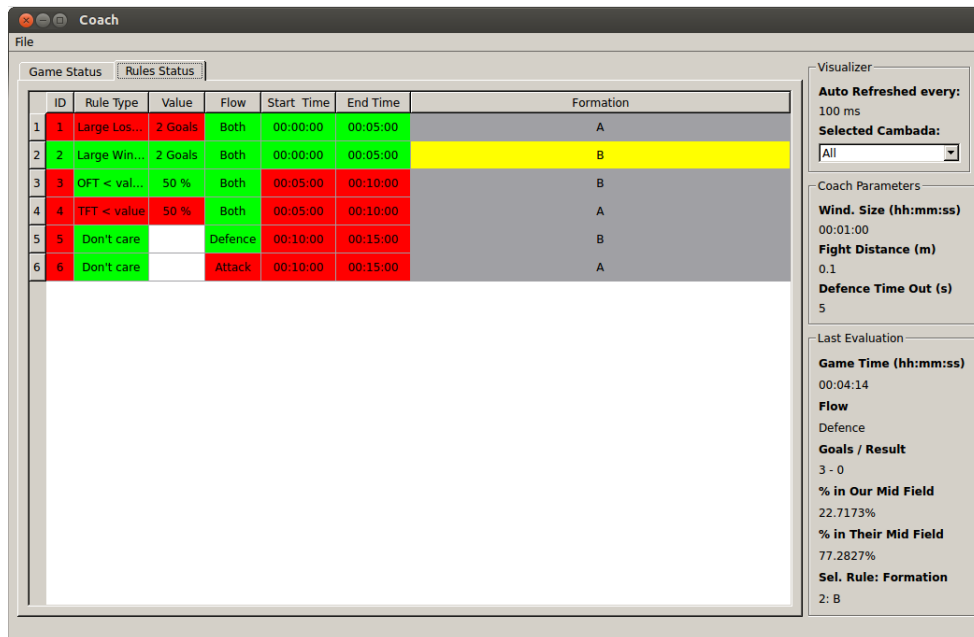 Coach
File
Game Status Rules Status
ID Rule Type Value Flow Start Time End Time Formation
1 1 Large Los... 2 Goals Both 00:00:00 00:05:00 A
2 2 Large Win... 2 Goals Both 00:00:00 00:05:00 B
3 3 OFT < val... 50 % Both 00:05:00 00:10:00 B
4 4 TFT < value 50 % Both 00:05:00 00:10:00 A
5 5 Don't care Defence 00:10:00 00:15:00 B
6 6 Don't care Attack 00:10:00 00:15:00 A
Visualizer
Auto Refreshed every:
100 ms
Selected Cambada:
All
Coach Parameters
Wind. Size (hh:mm:ss)
00:01:00
Fight Distance (m)
0.1
Defence Time Out (s)
5
Last Evaluation
Game Time (hh:mm:ss)
00:04:14
Flow
Defence
Goals / Result
3 - 0
% in Our Mid Field
22.7173%
% in Their Mid Field
77.2827%
Sel. Rule: Formation
2: B